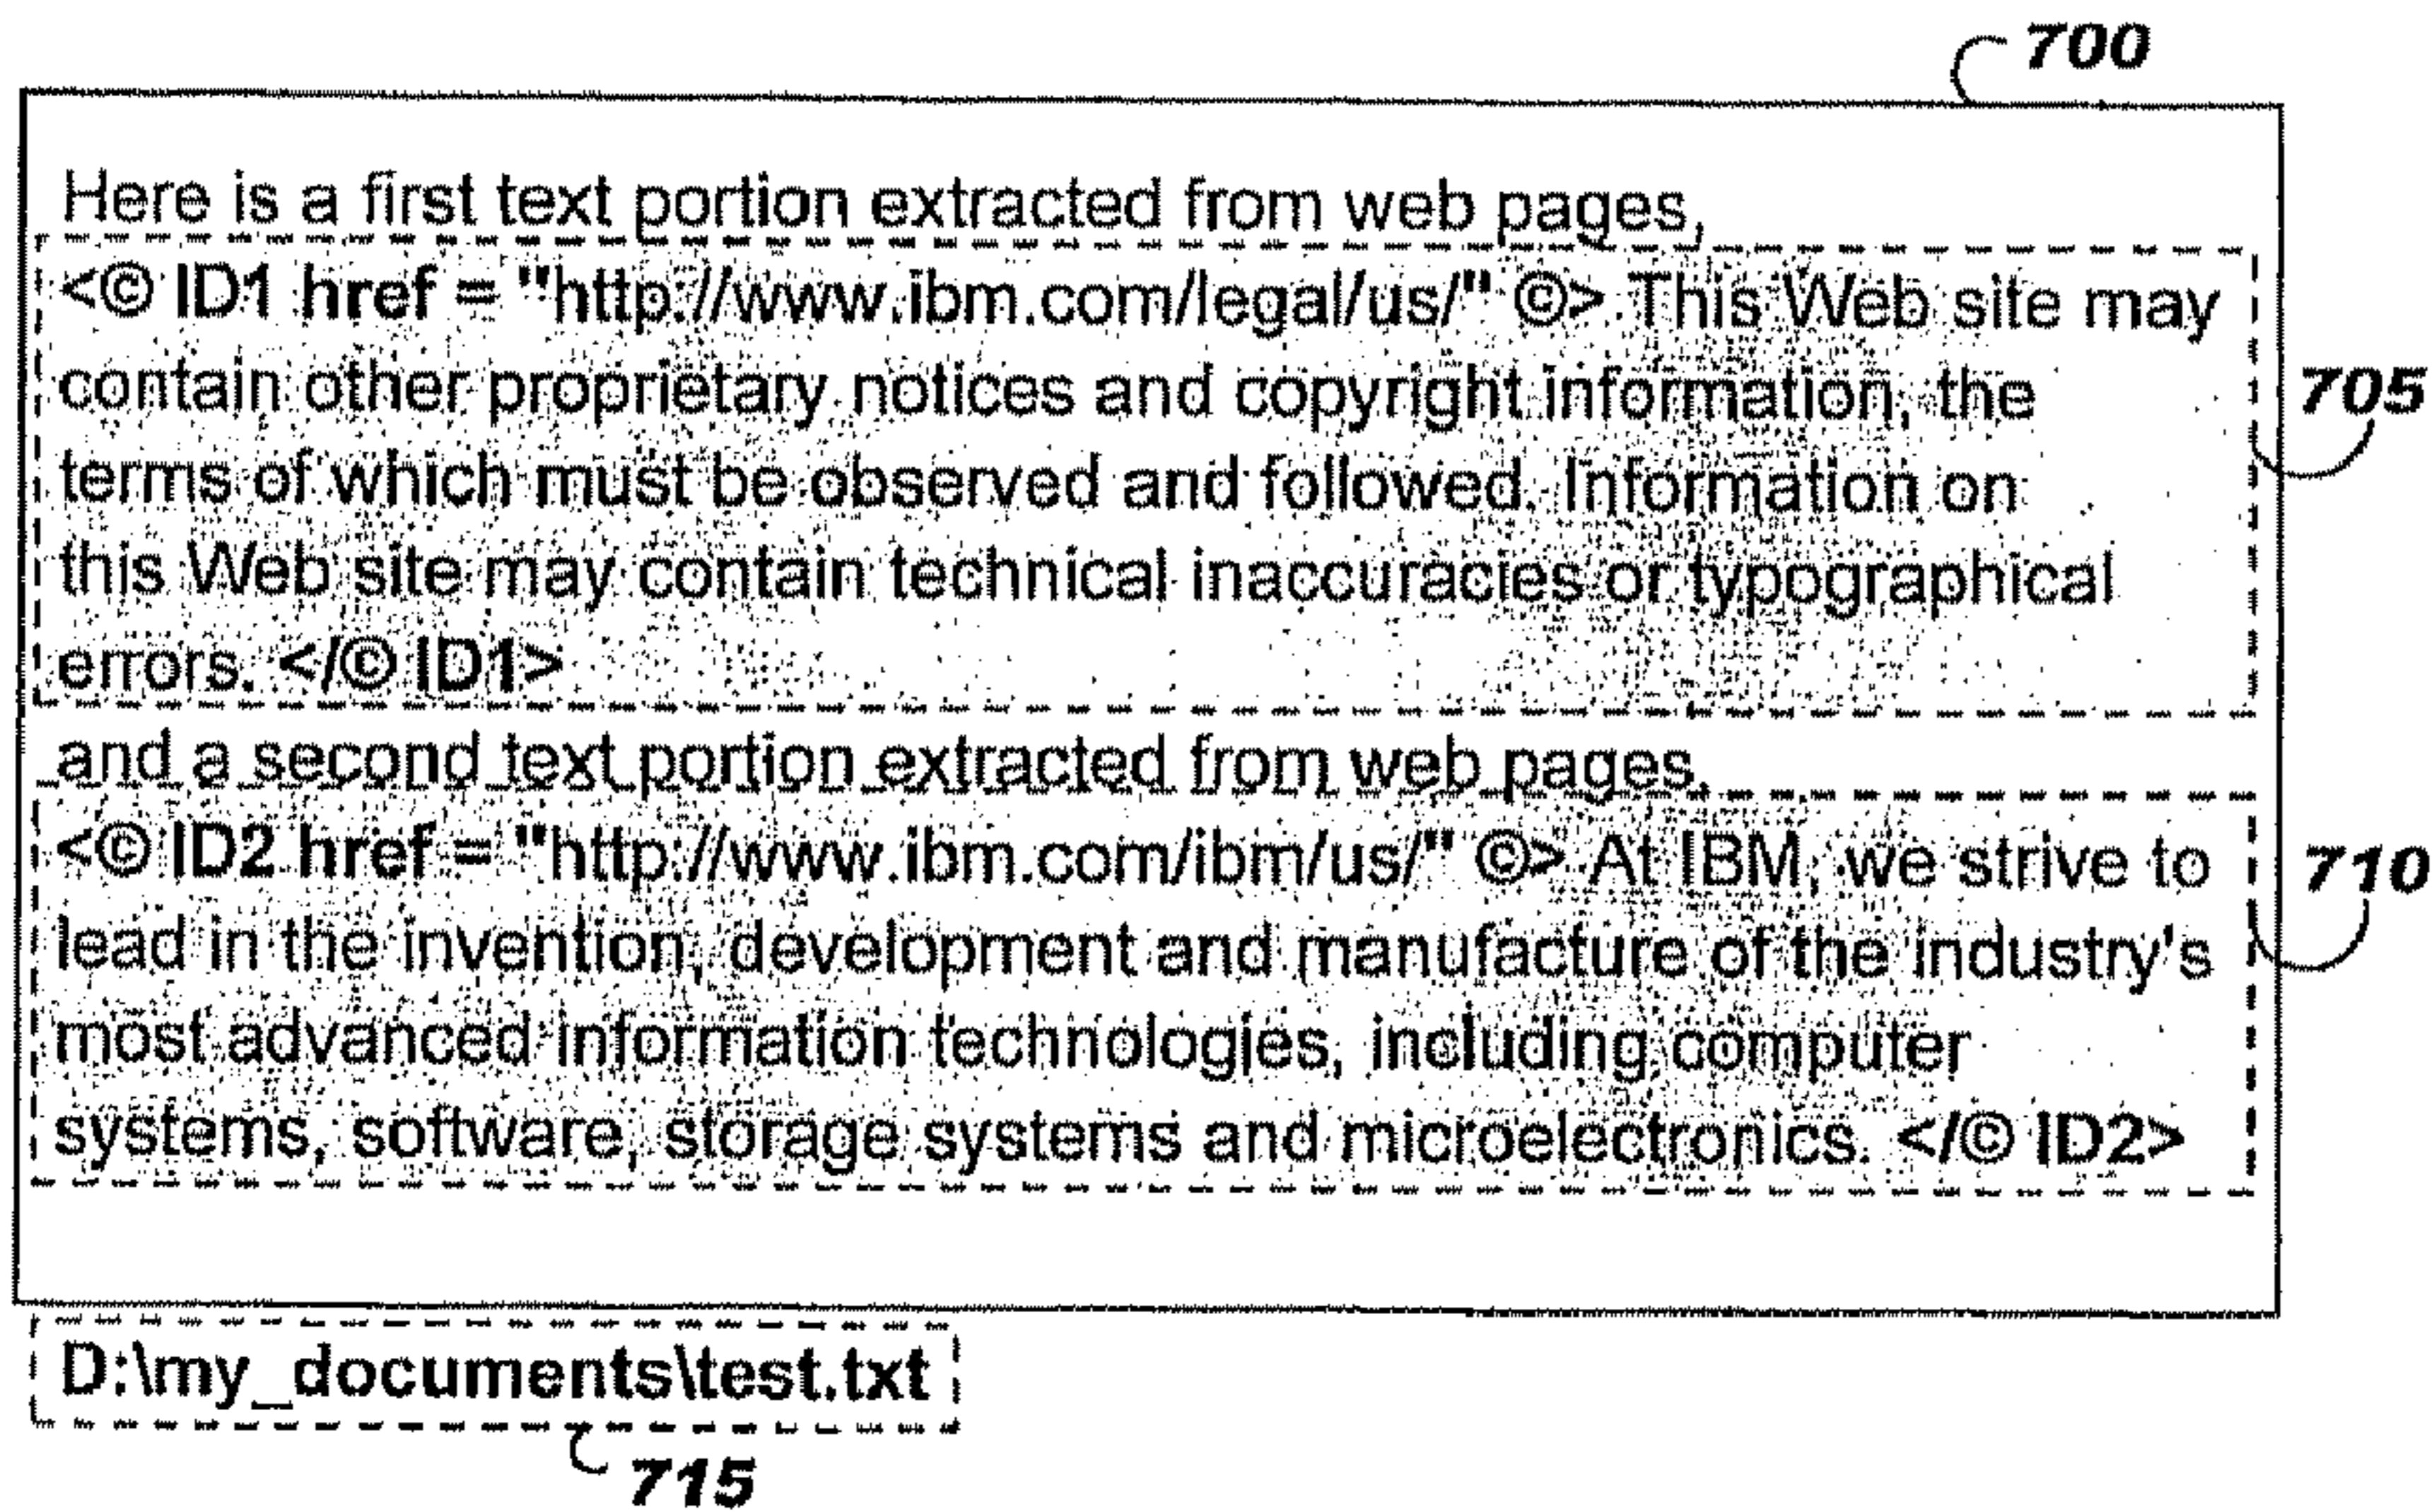 700
Here is a first text portion extracted from web pages,
<© ID1 href = "http://www.ibm.com/legal/us/" ©> This Web site may
contain other proprietary notices and copyright information, the
705
terms of which must be observed and followed. Information on
this Web site may contain technical inaccuracies or typographical
errors. </© ID1>
and a second text portion extracted from web pages,
<© ID2 href = "http://www.ibm.com/ibm/us/" ©> At IBM, we strive to
710
lead in the invention, development and manufacture of the industry's
most advanced information technologies, including computer
systems, software, storage systems and microelectronics. </© ID2>
D:\my_documents\test.txt
715